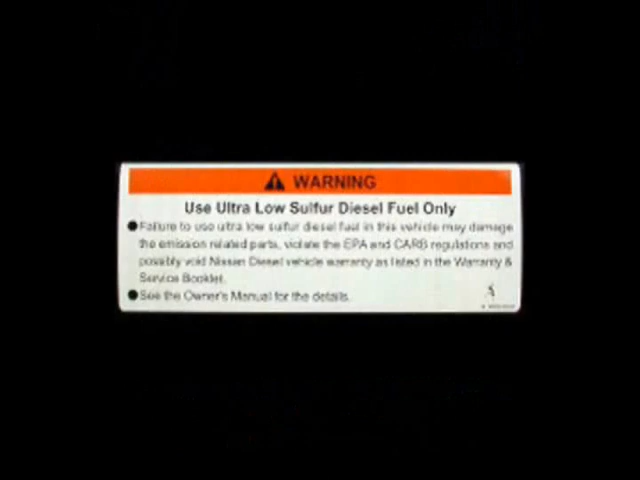 WARNING
Use Ultra Low Sulfur Diesel Fuel Only
●Failure to use ultra low sulfur diesel fuel in this vehicle may damage
the emission related parts, violate the EPA and CARB regulations and
possibly void Nissan Diesel vehicle warranty as listed in the Warranty &
Service Booklet.
●See the Owner's Manual for the details.